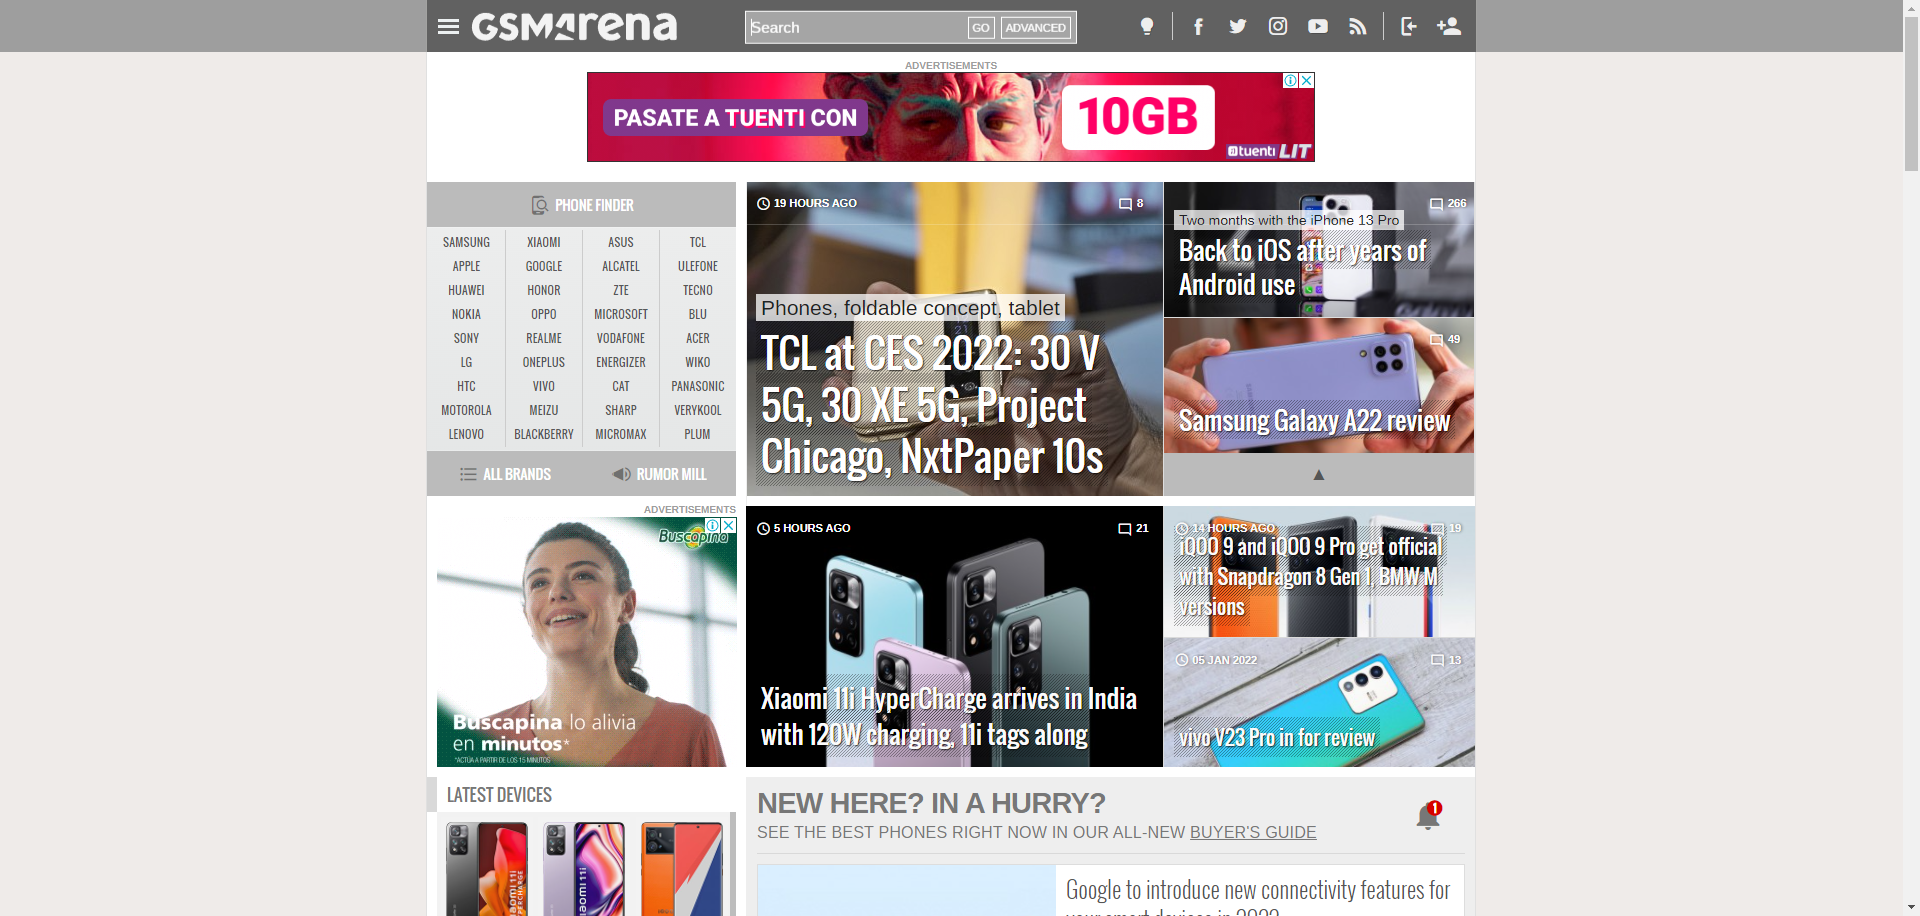 GSMArena
Search
GO
ADVANCED
ADVERTISEMENTS
PASATE A TUENTI CON
10GB
tuenti LIT
PHONE FINDER
SAMSUNG XIAOMI ASUS TCL
APPLE GOOGLE ALCATEL ULEFONE
HUAWEI HONOR ZTE TECNO
NOKIA OPPO MICROSOFT BLU
SONY REALME VODAFONE ACER
LG ONEPLUS ENERGIZER WIKO
HTC VIVO CAT PANASONIC
MOTOROLA MEIZU SHARP VERYKOOL
LENOVO BLACKBERRY MICROMAX PLUM
ALL BRANDS
RUMOR MILL
19 HOURS AGO
8
Phones, foldable concept, tablet
TCL at CES 2022: 30 V
5G, 30 XE 5G, Project
Chicago, NxtPaper 10s
266
Two months with the iPhone 13 Pro
Back to iOS after years of
Android use
49
Samsung Galaxy A22 review
▲
ADVERTISEMENTS
Buscapina
Buscapina lo alivia
en minutos*
*ACTÚA A PARTIR DE LOS 15 MINUTOS
5 HOURS AGO
21
Xiaomi 11i HyperCharge arrives in India
with 120W charging, 11i tags along
14 HOURS AGO
19
iQOO 9 and iQOO 9 Pro get official
with Snapdragon 8 Gen 1, BMW M
versions
05 JAN 2022
13
vivo V23 Pro in for review
LATEST DEVICES
NEW HERE? IN A HURRY?
SEE THE BEST PHONES RIGHT NOW IN OUR ALL-NEW BUYER'S GUIDE
1
Google to introduce new connectivity features for
your smart devices in 2022